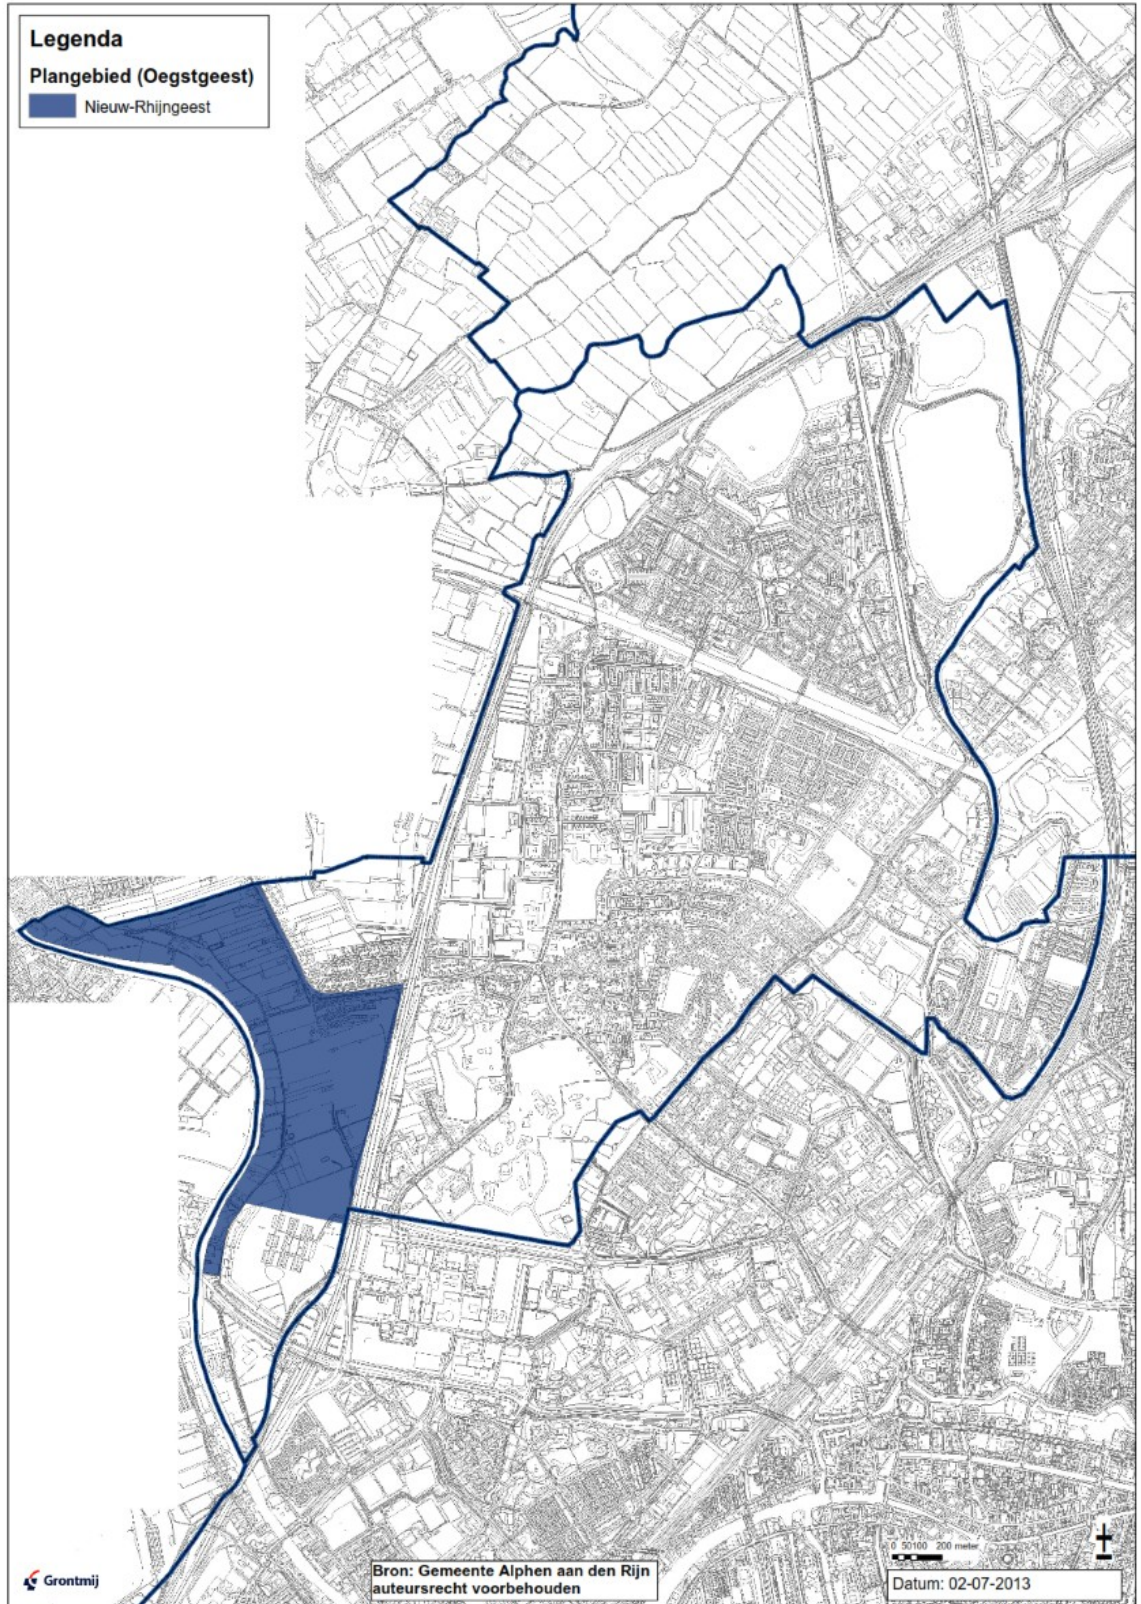 Legenda
Plangebied (Oegstgeest)
Nieuw-Rhijngeest
0 50100 200 meter
Grontmij
Bron: Gemeente Alphen aan den Rijn
auteursrecht voorbehouden
Datum: 02-07-2013